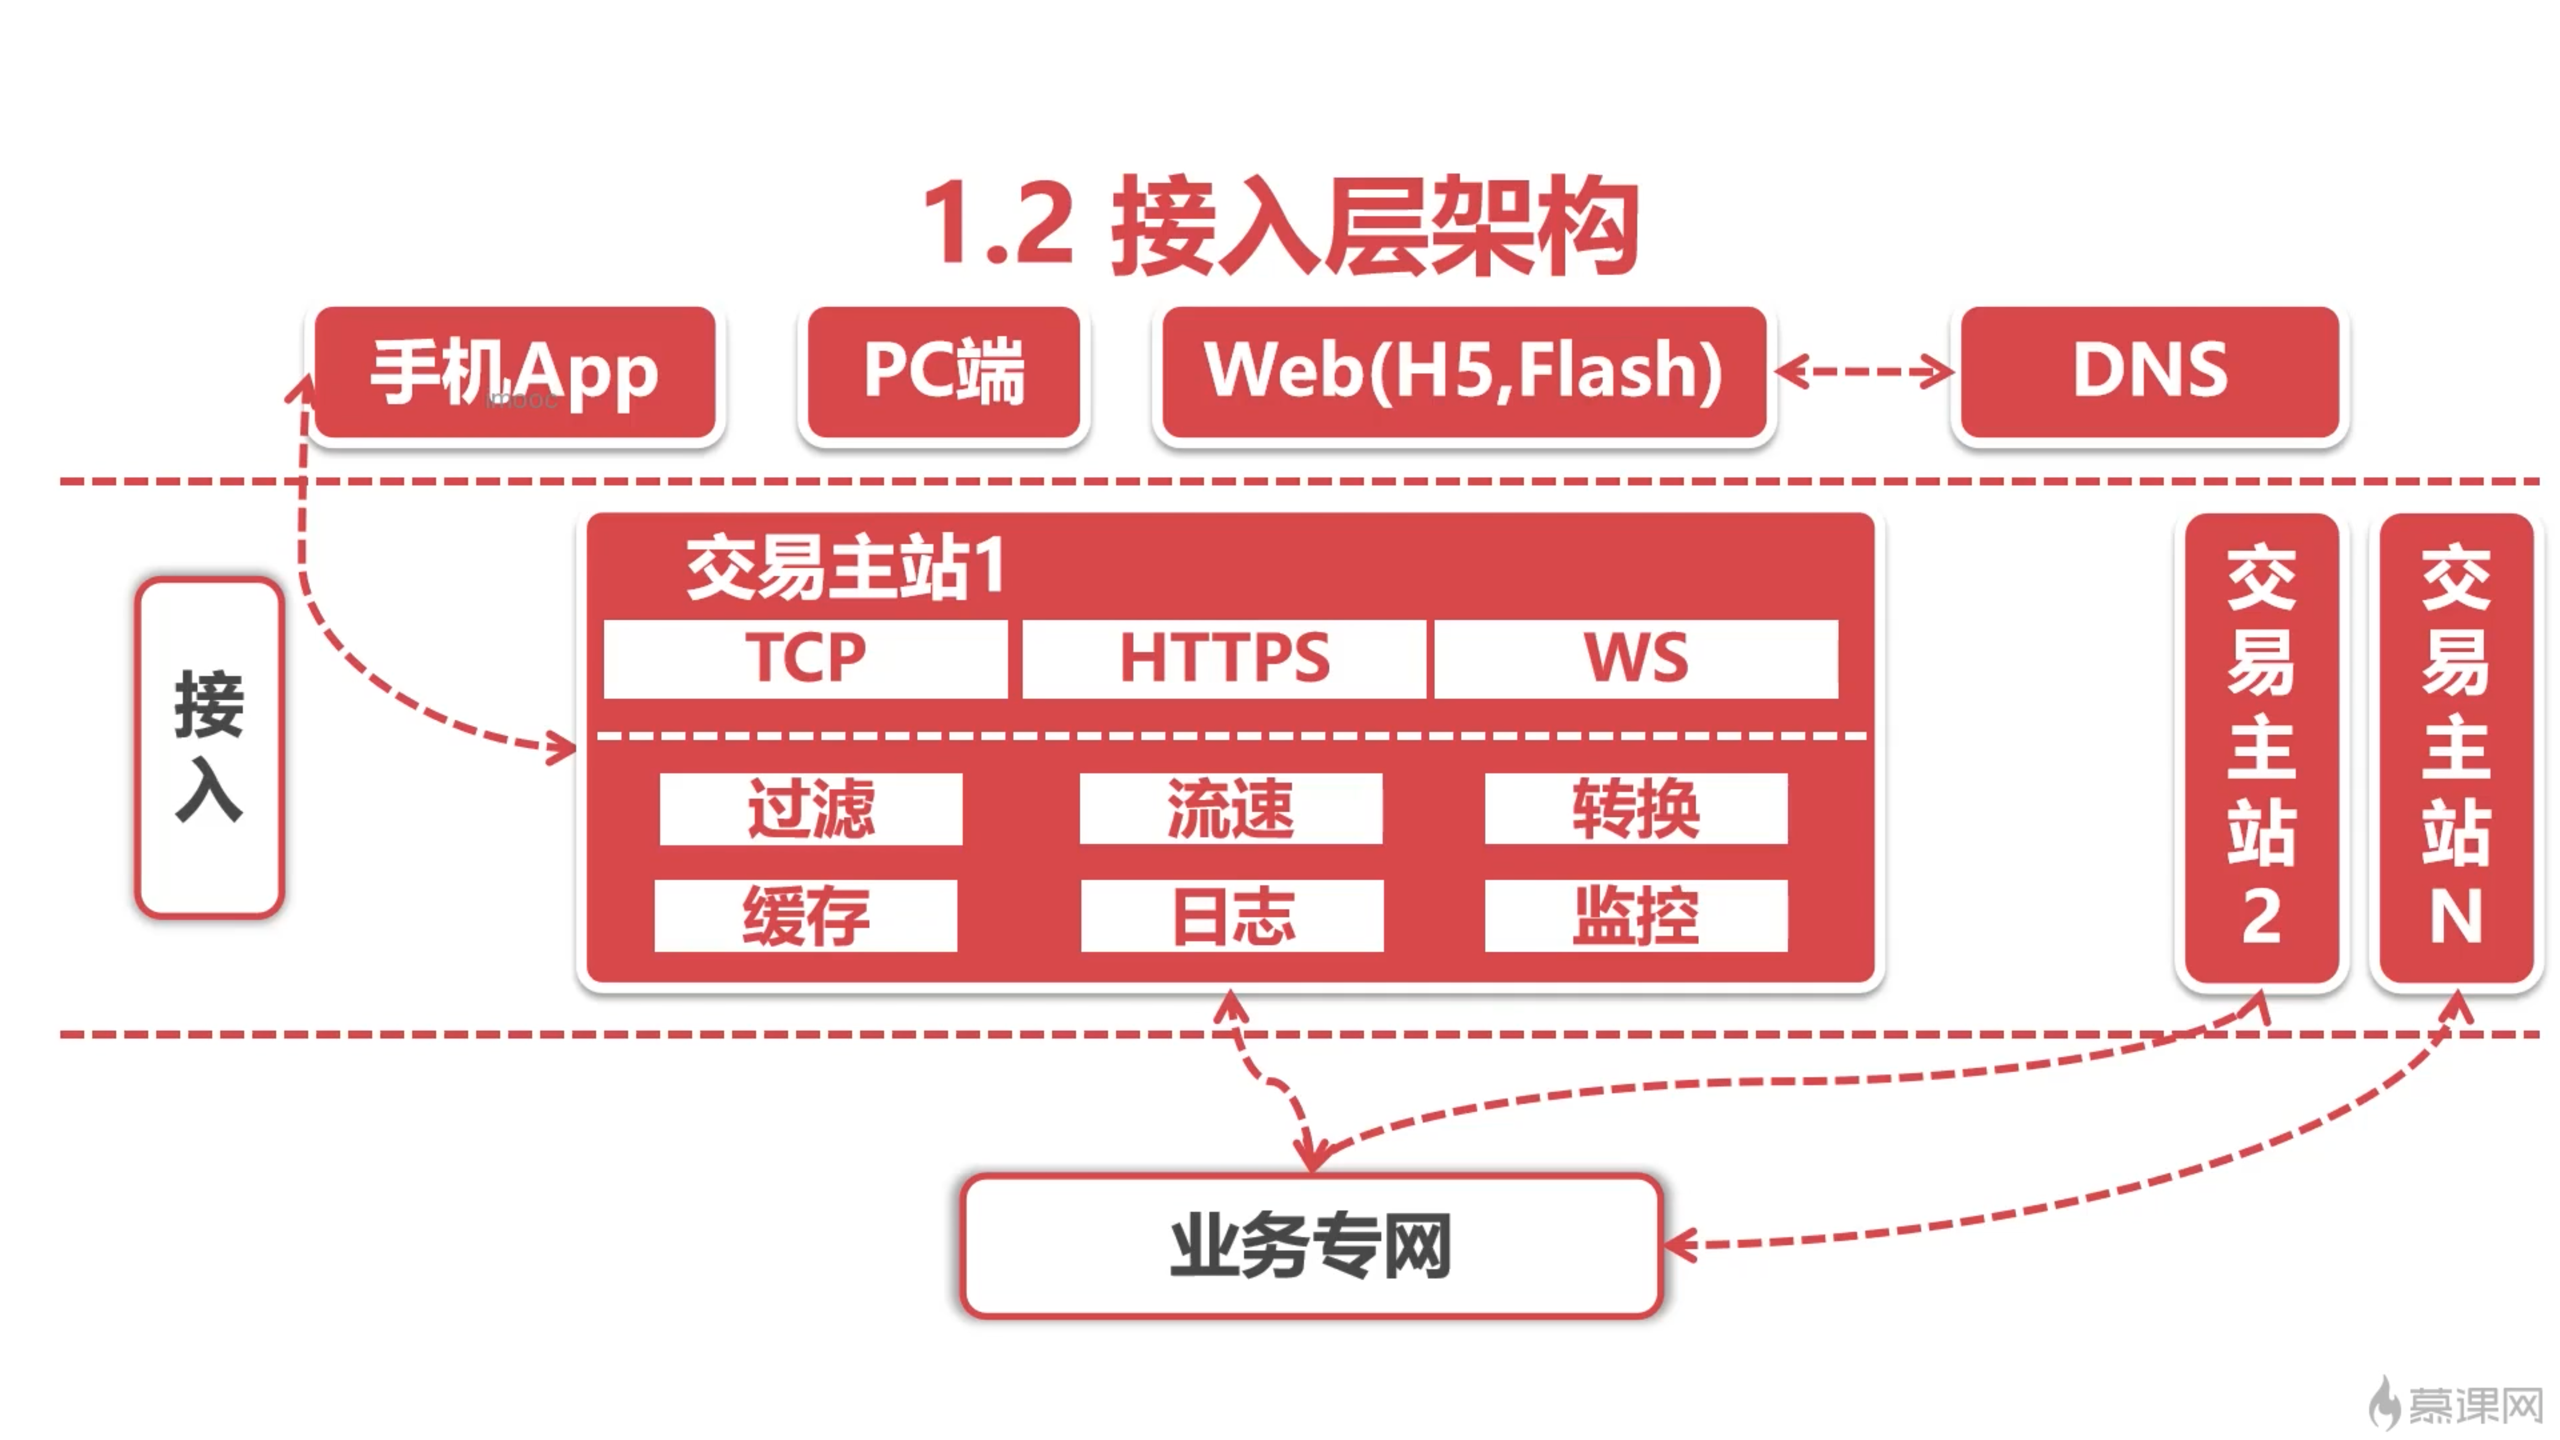 1.2 接入层架构
手机App
imooc
PC端
Web(H5,Flash)
DNS
接入
交易主站1
TCP
HTTPS
WS
过滤
流速
转换
缓存
日志
监控
交易主站2
交易主站N
业务专网
慕课网